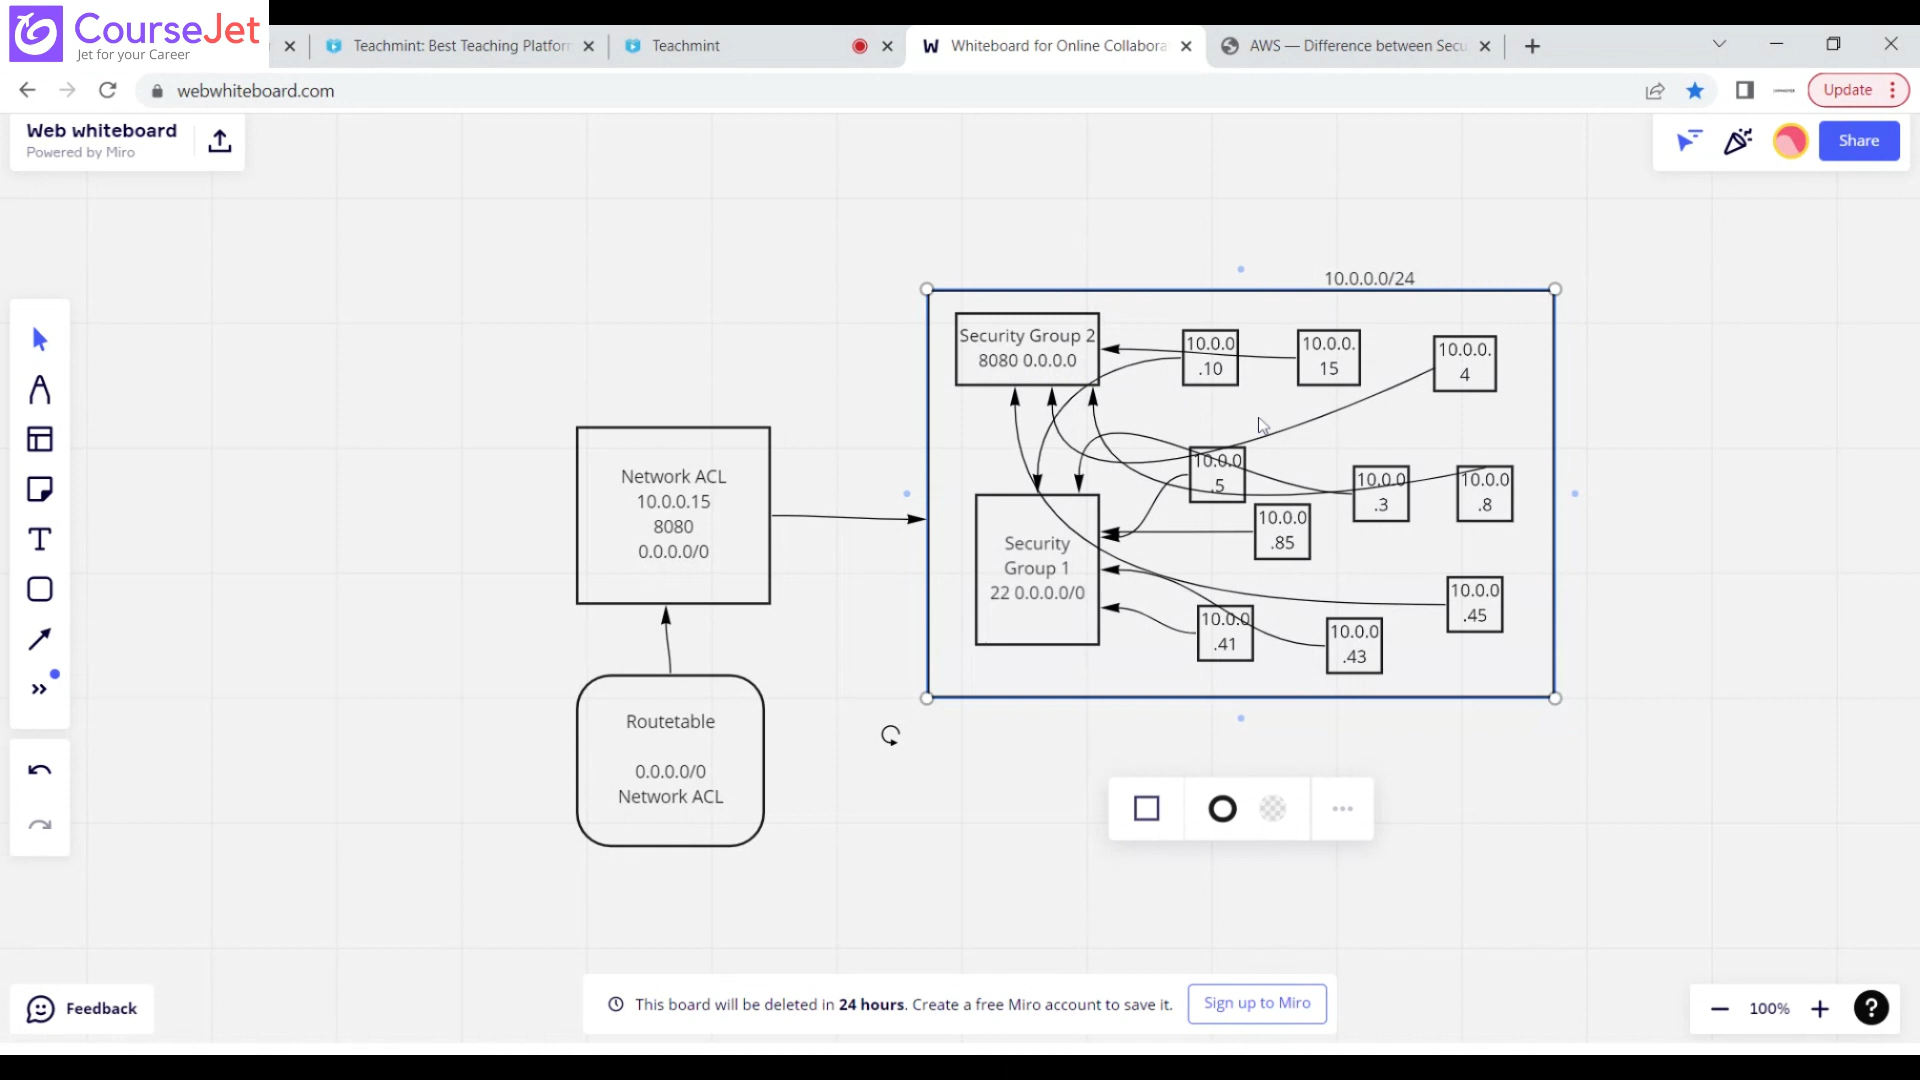 CourseJet
Jet for your Career
Teachmint: Best Teaching Platfor
Teachmint
Whiteboard for Online Collabora
AWS — Difference between Secu
webwhiteboard.com
Update
Web whiteboard
Powered by Miro
Share
10.0.0.0/24
Security Group 2
8080 0.0.0.0
10.0.0
.10
10.0.0.
15
10.0.0.
4
Network ACL
10.0.0.15
8080
0.0.0.0/0
10.0.0
.5
10.0.0
.3
10.0.0
.8
10.0.0
.85
Security
Group 1
22 0.0.0.0/0
10.0.0
.45
10.0.0
.41
10.0.0
.43
Routetable
0.0.0.0/0
Network ACL
Feedback
This board will be deleted in 24 hours. Create a free Miro account to save it.
Sign up to Miro
100%